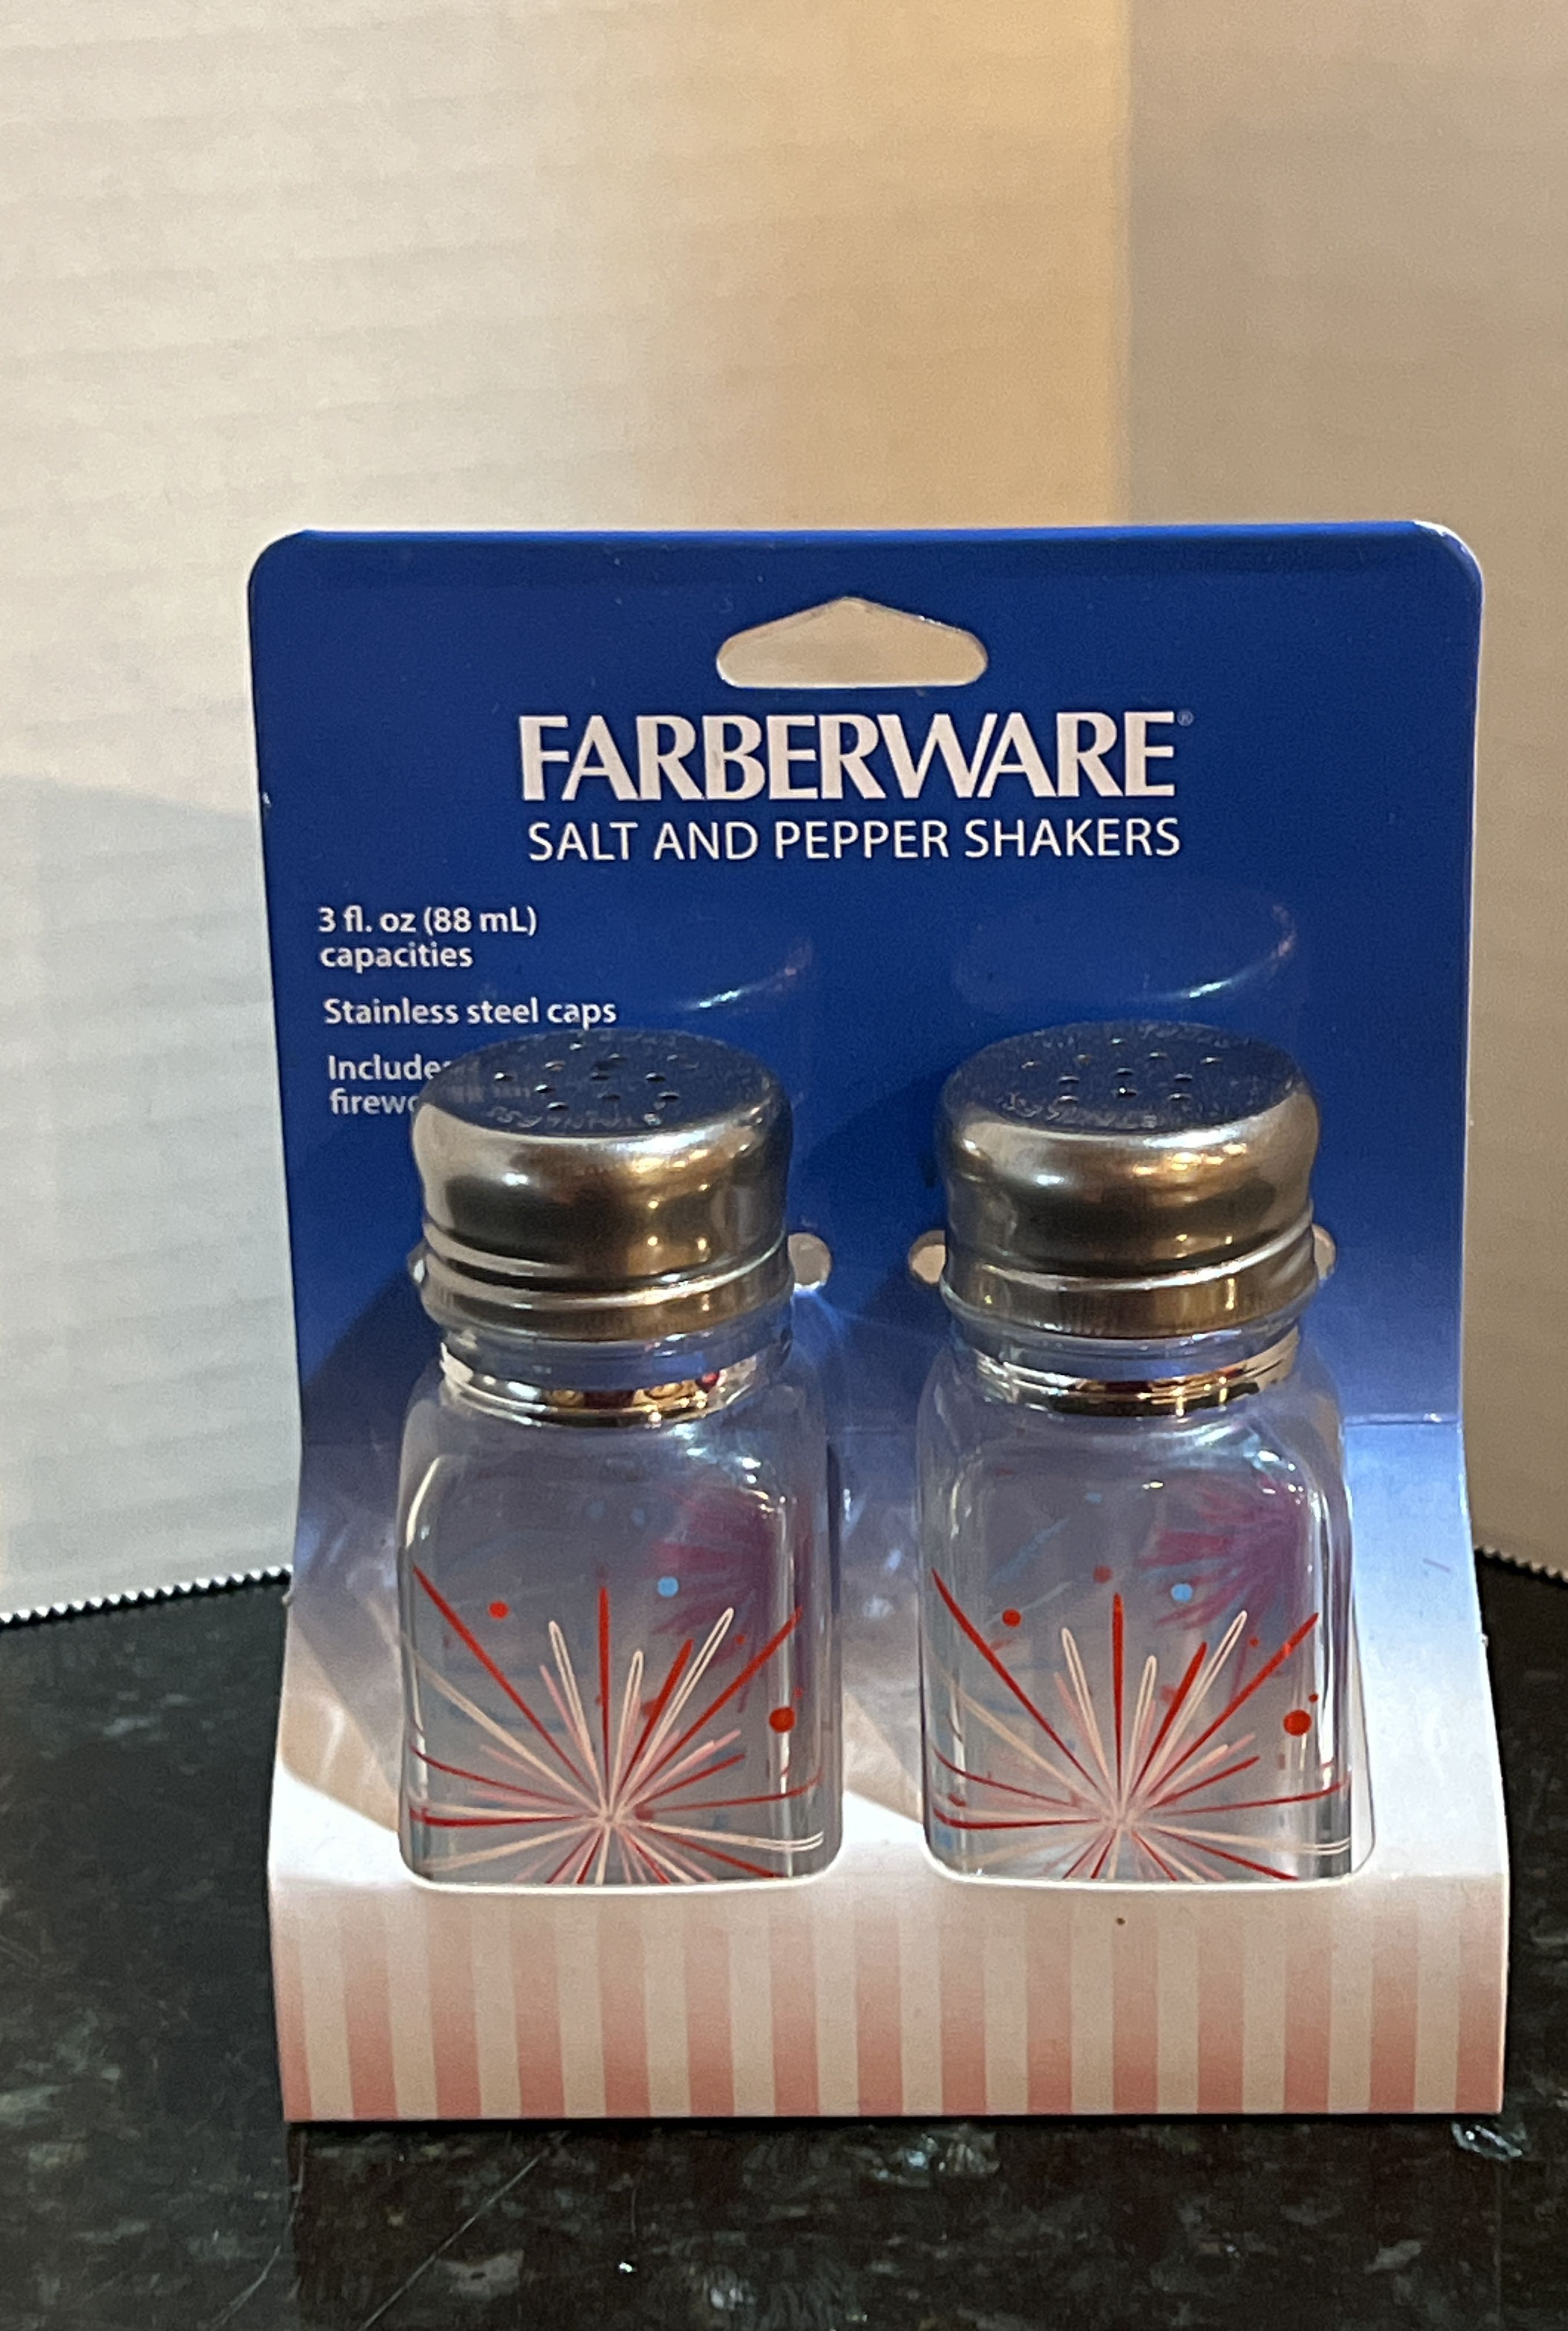 FARBERWARE®
SALT AND PEPPER SHAKERS
3 fl. oz (88 mL)
capacities
Stainless steel caps